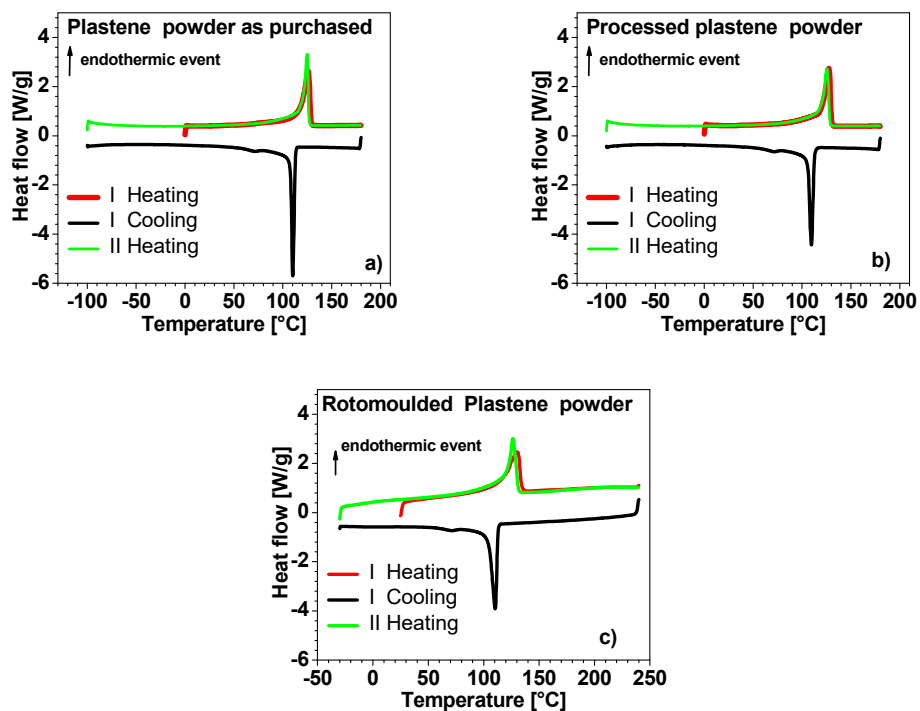 Plastene powder as purchased
endothermic event
Heat flow [W/g]
4
2
0
-2
-4
-6
I Heating
I Cooling
II Heating
a)
-100 -50 0 50 100 150 200
Temperature [°C]
Processed plastene powder
endothermic event
Heat flow [W/g]
4
2
0
-2
-4
-6
I Heating
I Cooling
II Heating
b)
-100 -50 0 50 100 150 200
Temperature [°C]
Rotomoulded Plastene powder
endothermic event
Heat flow [W/g]
4
2
0
-2
-4
-6
I Heating
I Cooling
II Heating
c)
-50 0 50 100 150 200 250
Temperature [°C]